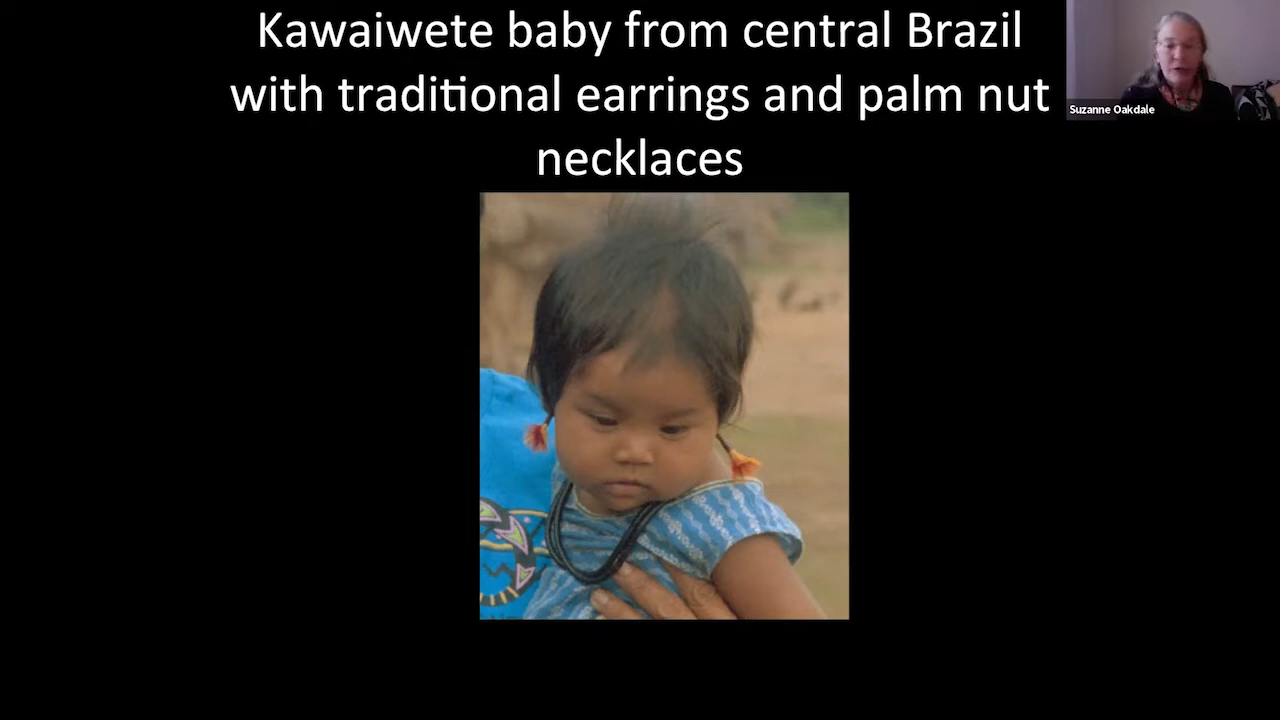 Kawaiwete baby from central Brazil
with traditional earrings and palm nut
necklaces
Suzanne Oakdale